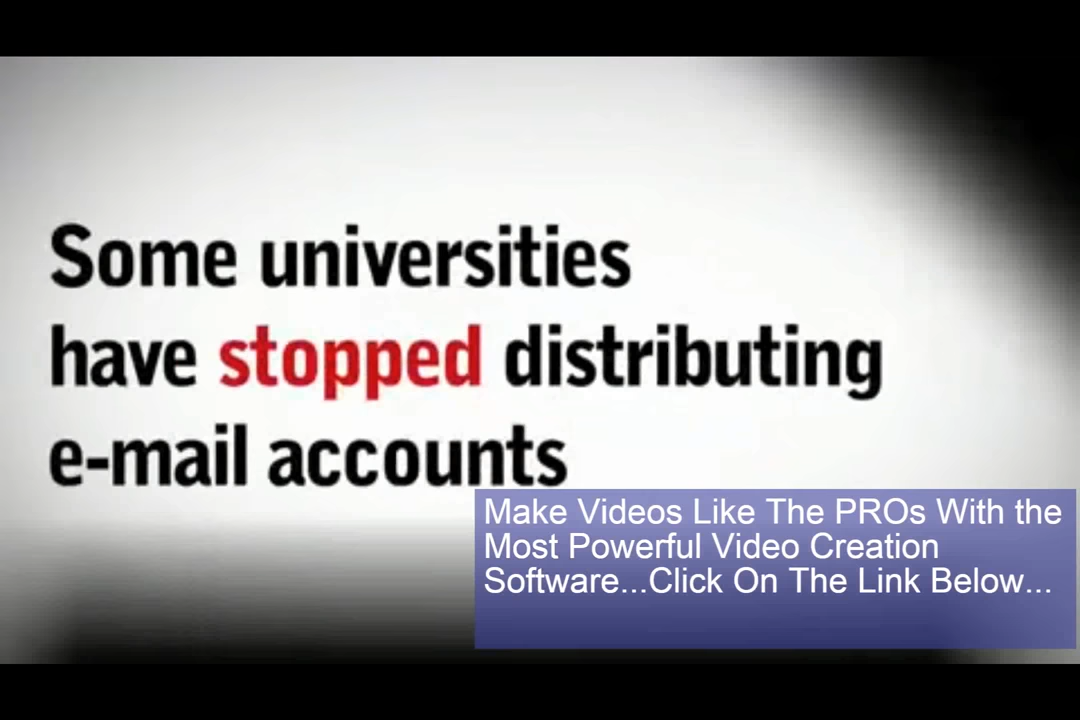 Some universities
have stopped distributing
e-mail accounts
Make Videos Like The PROs With the
Most Powerful Video Creation
Software...Click On The Link Below...